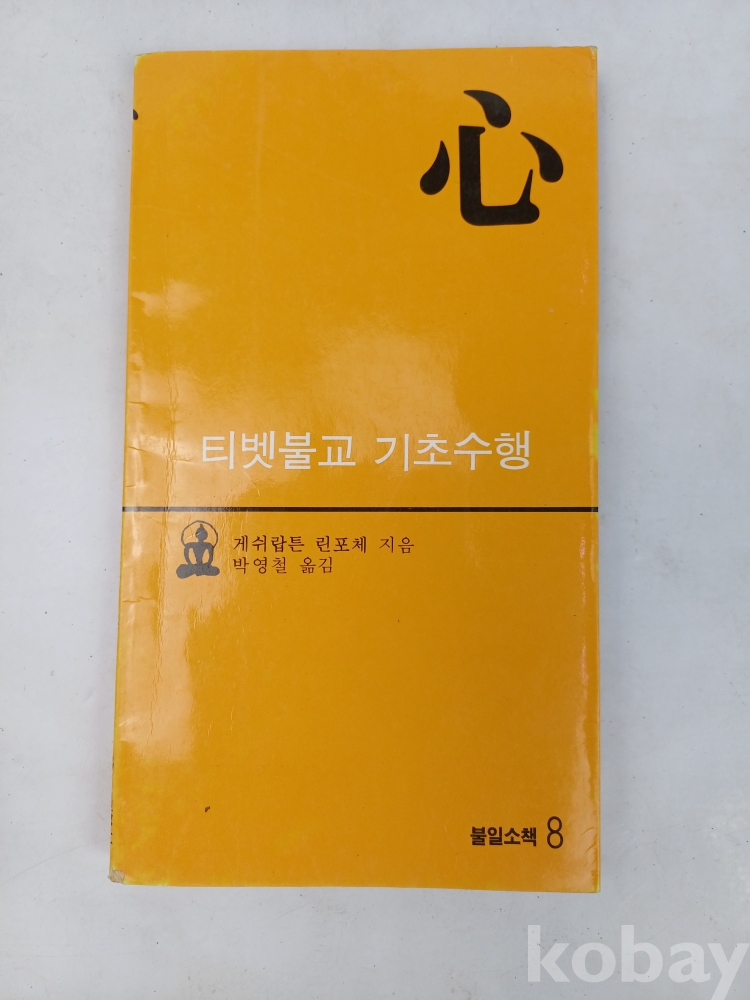 心
티벳불교 기초수행
게쉬랍튼 린포체 지음
박영철 옮김
불일소책 8
kobay